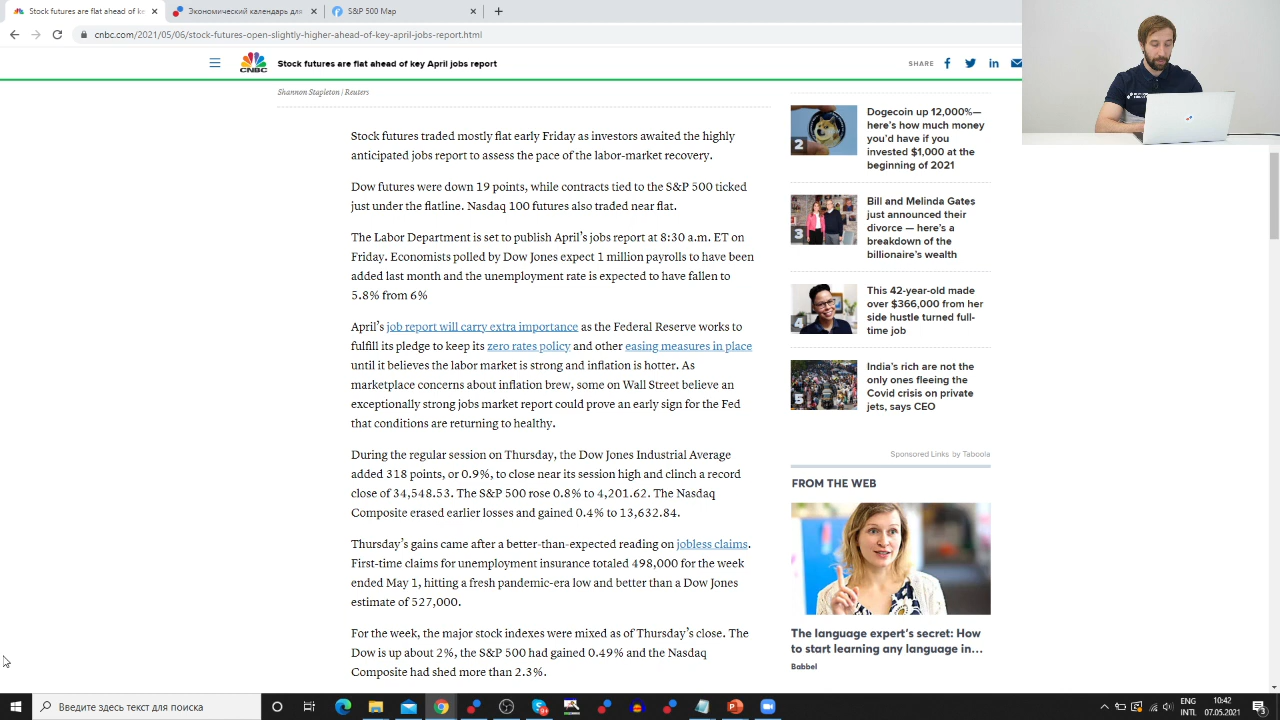 Stock futures are flat ahead of k
Экономический календарь для
S&P 500 Map
cnbc.com/2021/05/06/stock-futures-open-slightly-higher-ahead-of-key-april-jobs-report.html
CNBC
Stock futures are flat ahead of key April jobs report
SHARE
Shannon Stapleton | Reuters
Stock futures traded mostly flat early Friday as investors awaited the highly
anticipated jobs report to assess the pace of the labor-market recovery.
Dow futures were down 19 points, while contracts tied to the S&P 500 ticked
just under the flatline. Nasdaq 100 futures also traded near flat.
The Labor Department is set to publish April's jobs report at 8:30 a.m. ET on
Friday. Economists polled by Dow Jones expect 1 million payrolls to have been
added last month and the unemployment rate is expected to have fallen to
5.8% from 6%
April's job report will carry extra importance as the Federal Reserve works to
fulfill its pledge to keep its zero rates policy and other easing measures in place
until it believes the labor market is strong and inflation is hotter. As
marketplace concerns about inflation brew, some on Wall Street believe an
exceptionally strong jobs market report could prove an early sign for the Fed
that conditions are returning to healthy.
During the regular session on Thursday, the Dow Jones Industrial Average
added 318 points, or 0.9%, to close near its session high and clinch a record
close of 34,548.53. The S&P 500 rose 0.8% to 4,201.62. The Nasdaq
Composite erased earlier losses and gained 0.4% to 13,632.84.
Thursday's gains came after a better-than-expected reading on jobless claims.
First-time claims for unemployment insurance totaled 498,000 for the week
ended May 1, hitting a fresh pandemic-era low and better than a Dow Jones
estimate of 527,000.
For the week, the major stock indexes were mixed as of Thursday's close. The
Dow is up about 2%, the S&P 500 had gained 0.49% and the Nasdaq
Composite had shed more than 2.3%.
2
Dogecoin up 12,000%—
here's how much money
you'd have if you
invested $1,000 at the
beginning of 2021
3
Bill and Melinda Gates
just announced their
divorce — here's a
breakdown of the
billionaire's wealth
4
This 42-year-old made
over $366,000 from her
side hustle turned full-
time job
5
India's rich are not the
only ones fleeing the
Covid crisis on private
jets, says CEO
Sponsored Links by Taboola
FROM THE WEB
The language expert's secret: How
to start learning any language in…
Babbel
Введите здесь текст для поиска
ENG
INTL
10:42
07.05.2021